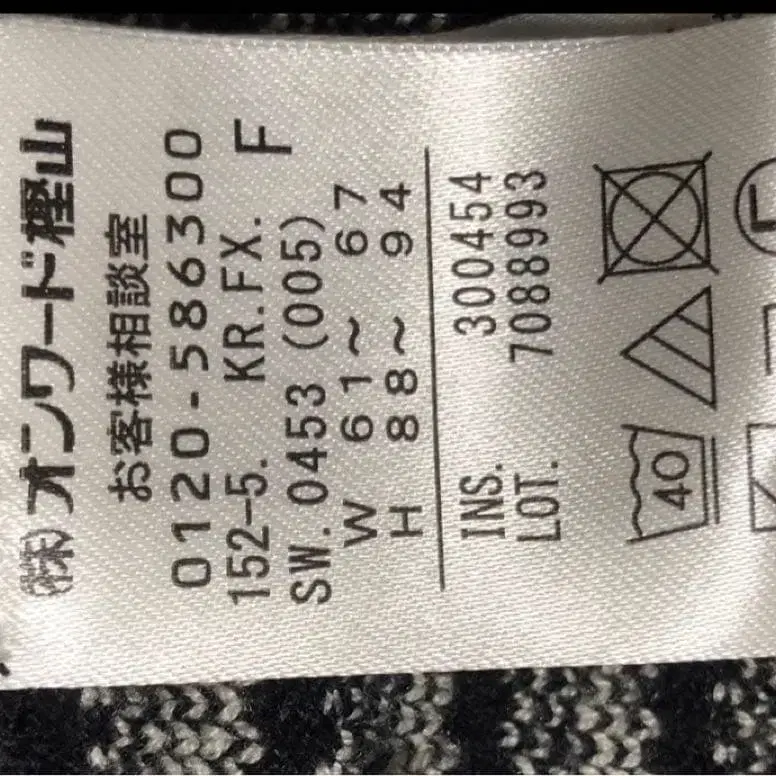 ㈱オンワード樫山
お客様相談室
0120-586300
152-5. KR.FX. F
SW. 0453 (005)
W 61~ 67
H 88~ 94
INS. 300454
LOT. 7088993
40